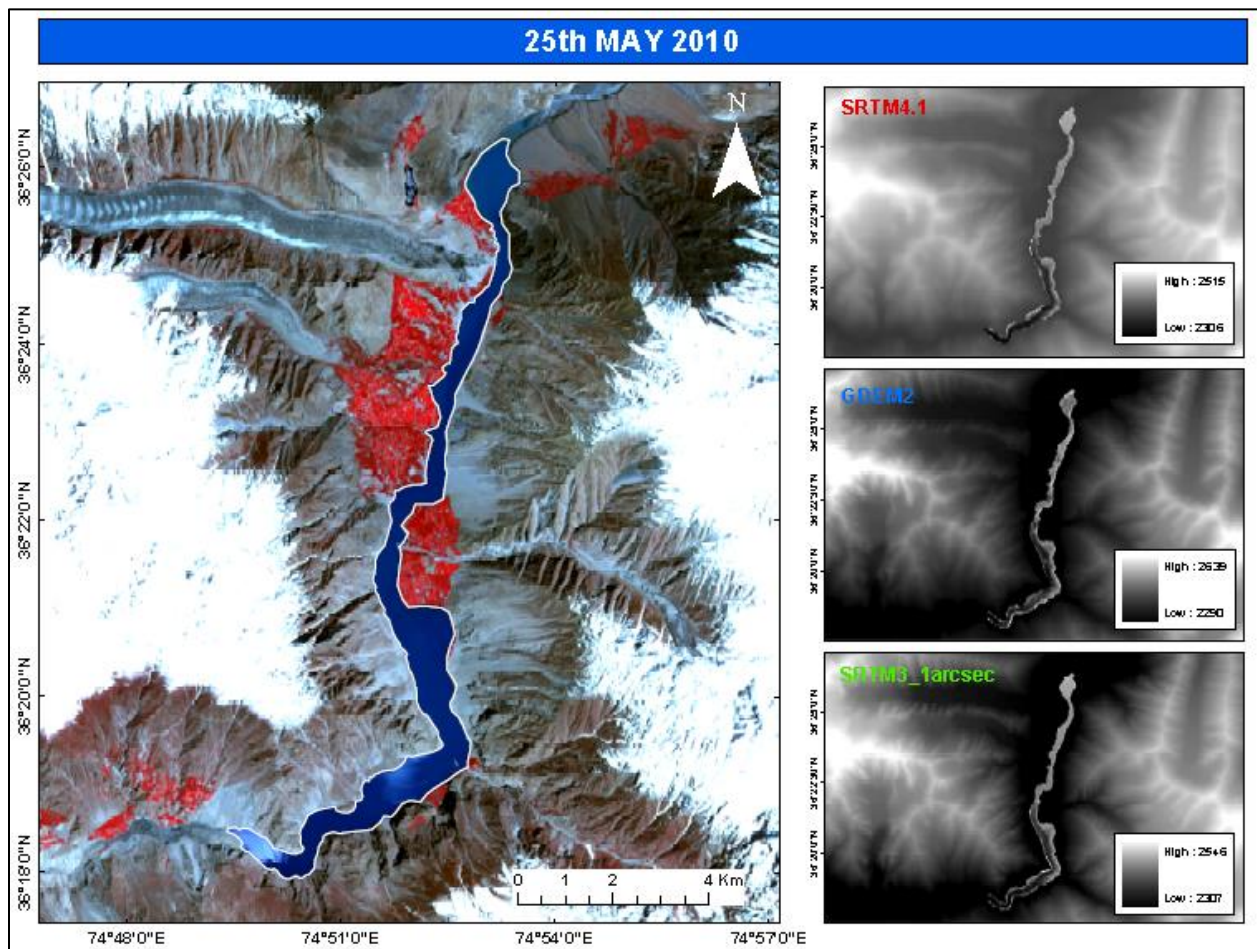 25th MAY 2010
N
36°26'0"N
36°24'0"N
36°22'0"N
36°20'0"N
36°18'0"N
0 1 2 4 Km
74°48'0"E 74°51'0"E 74°54'0"E 74°57'0"E
SRTM4.1
High : 2515
Low : 2306
GDEM2
High : 2639
Low : 2290
SRTM3_1arcsec
High : 2546
Low : 2307